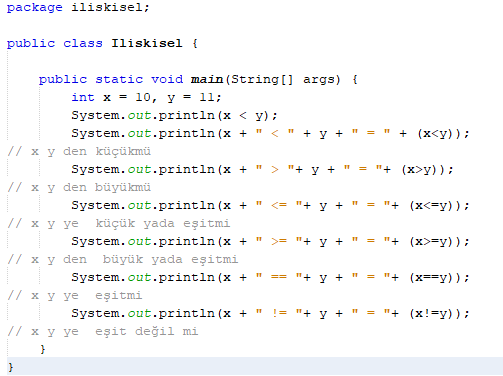 package iliskisel;
public class Iliskisel {
public static void main(String[] args) {
int x = 10, y = 11;
System.out.println(x < y);
System.out.println(x + " < " + y + " = " + (x<y));
// x y den küçükmü
System.out.println(x + " > "+ y + " = "+ (x>y));
// x y den büyükmü
System.out.println(x + " <= "+ y + " = "+ (x<=y));
// x y ye  küçük yada eşitmi
System.out.println(x + " >= "+ y + " = "+ (x>=y));
// x y den  büyük yada eşitmi
System.out.println(x + " == "+ y + " = "+ (x==y));
// x y ye  eşitmi
System.out.println(x + " != "+ y + " = "+ (x!=y));
// x y ye  eşit değil mi
}
}